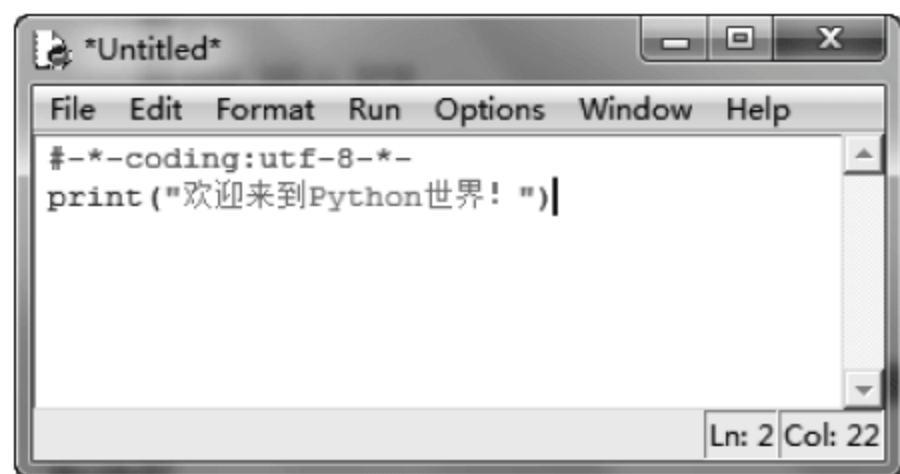 *Untitled*
File Edit Format Run Options Window Help
#-*-coding:utf-8-*-
print("欢迎来到Python世界！")
Ln: 2 Col: 22